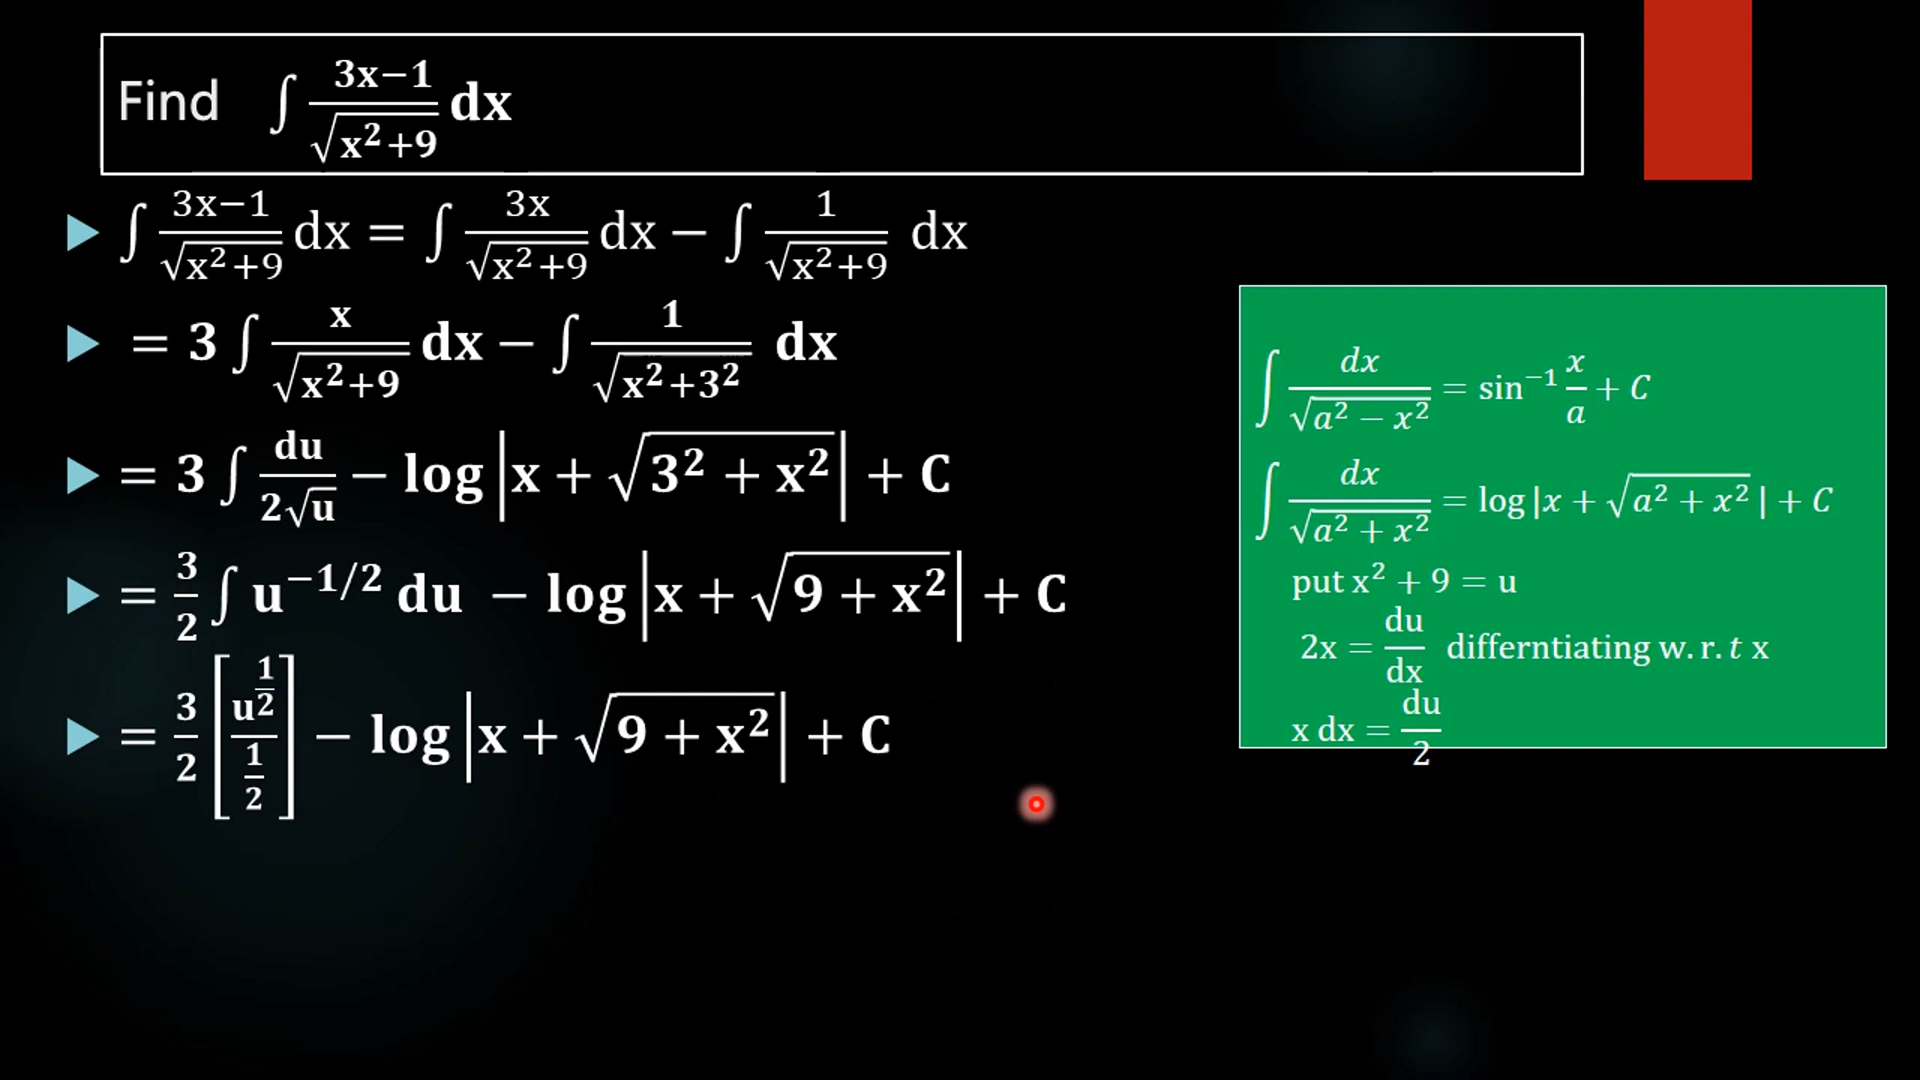 Find ∫ 3x−1/√(x²+9) dx
▶ ∫ 3x−1/√(x²+9) dx = ∫ 3x/√(x²+9) dx − ∫ 1/√(x²+9) dx
▶ = 3 ∫ x/√(x²+9) dx − ∫ 1/√(x²+3²) dx
▶ = 3 ∫ du/2√u − log |x + √(3² + x²)| + C
▶ = 3/2 ∫ u^(−1/2) du − log |x + √(9 + x²)| + C
▶ = 3/2 [u^(1/2)/(1/2)] − log |x + √(9 + x²)| + C
∫ dx/√(a² − x²) = sin⁻¹ x/a + C
∫ dx/√(a² + x²) = log|x + √(a² + x²)| + C
put x² + 9 = u
2x = du/dx differntiating w. r. t x
x dx = du/2